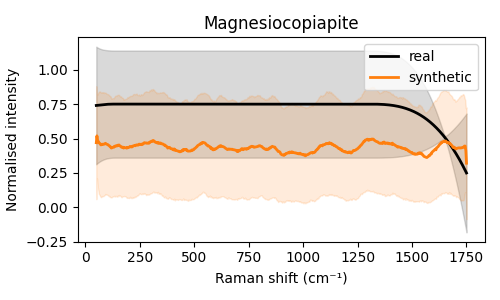 Magnesiocopiapite
real
synthetic
Normalised intensity
1.00
0.75
0.50
0.25
0.00
−0.25
0 250 500 750 1000 1250 1500 1750
Raman shift (cm⁻¹)